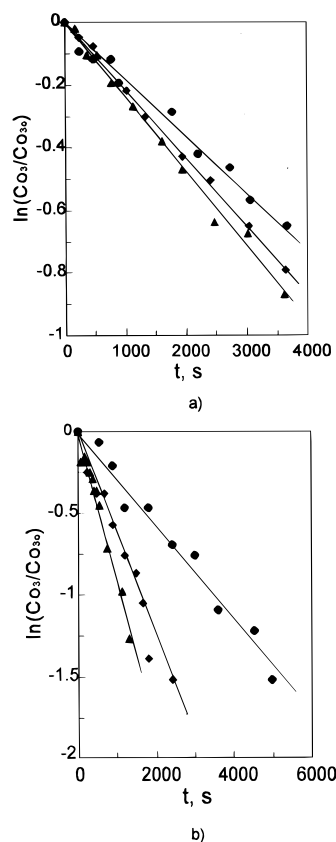 0
-0.2
-0.4
-0.6
-0.8
-1
ln(Co₃/Co₃₀)
0 1000 2000 3000 4000
t, s
a)
0
-0.5
-1
-1.5
-2
ln(Co₃/Co₃₀)
0 2000 4000 6000
t, s
b)